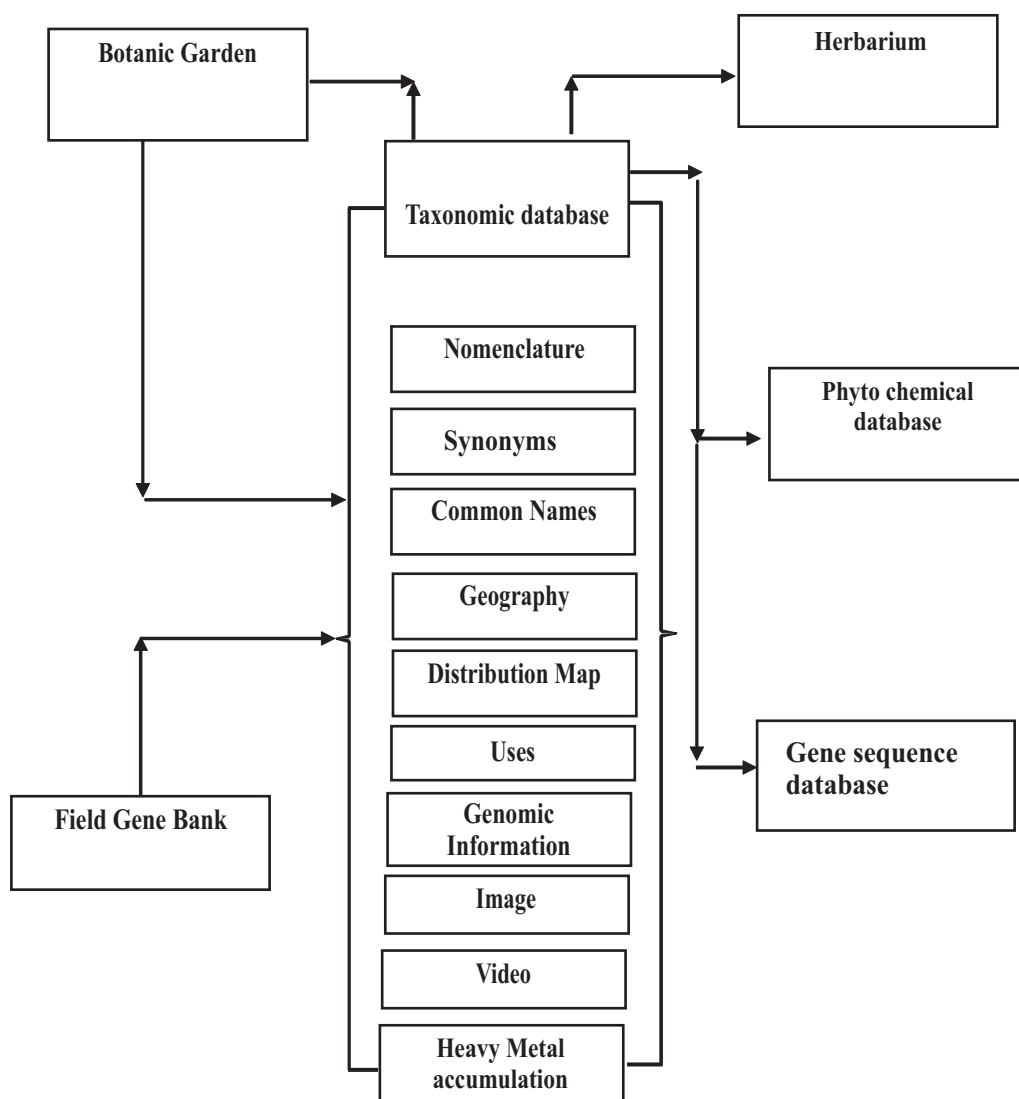 Botanic Garden
Herbarium
Taxonomic database
Nomenclature
Phyto chemical
database
Synonyms
Common Names
Geography
Distribution Map
Uses
Gene sequence
database
Field Gene Bank
Genomic
Information
Image
Video
Heavy Metal
accumulation